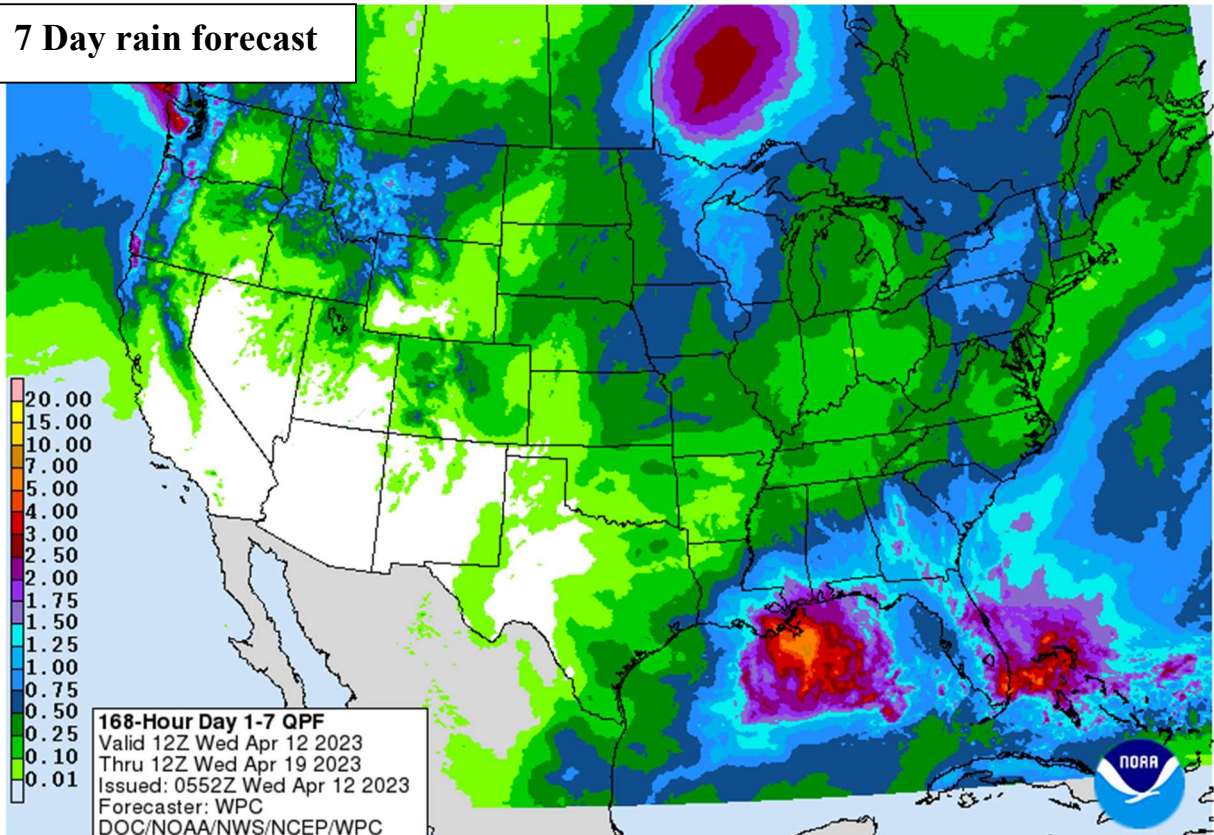 7 Day rain forecast
20.00
15.00
10.00
7.00
5.00
4.00
3.00
2.50
2.00
1.75
1.50
1.25
1.00
0.75
0.50
0.25
0.10
0.01
168-Hour Day 1-7 QPF
Valid 12Z Wed Apr 12 2023
Thru 12Z Wed Apr 19 2023
Issued: 0552Z Wed Apr 12 2023
Forecaster: WPC
DOC/NOAA/NWS/NCEP/WPC
NOAA